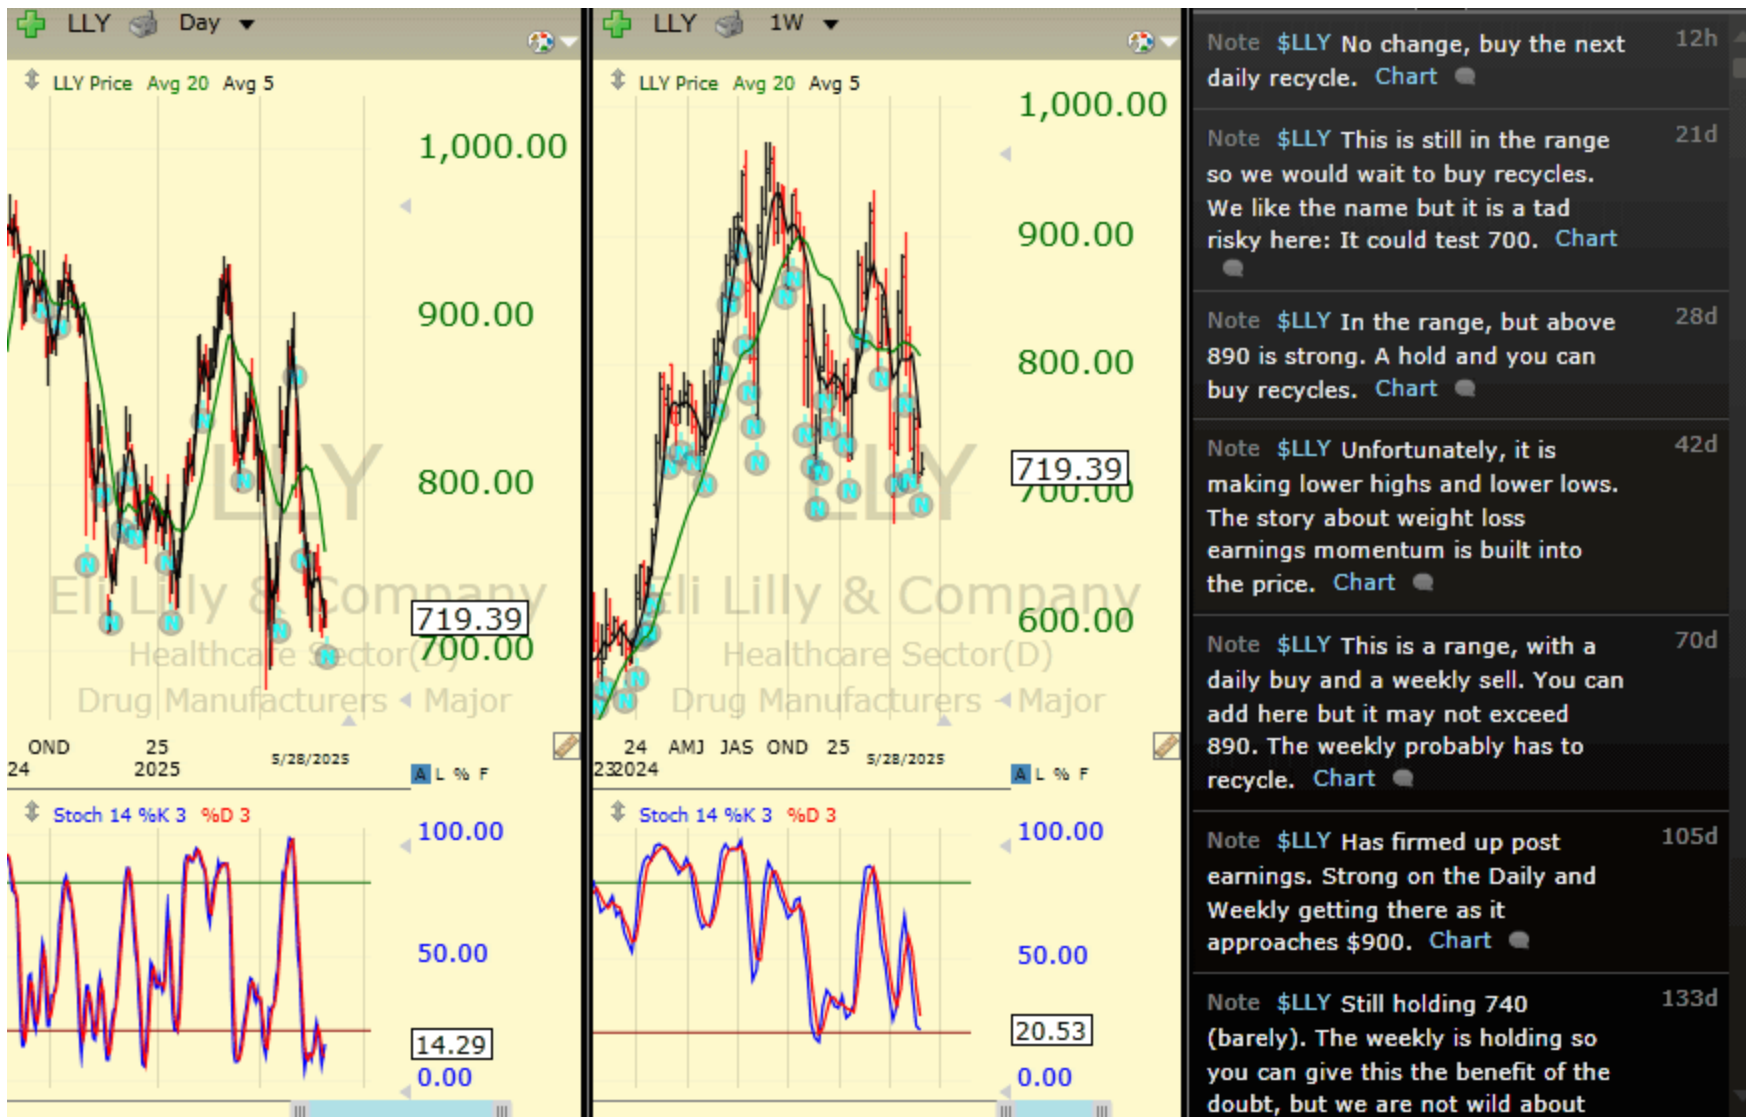 LLY Day
LLY Price Avg 20 Avg 5
1,000.00
900.00
800.00
719.39
700.00
LLY
Eli Lilly & Company
Healthcare Sector(D)
Drug Manufacturers - Major
OND 25
24 2025
5/28/2025
A L % F
Stoch 14 %K 3 %D 3
100.00
50.00
14.29
0.00
LLY 1W
LLY Price Avg 20 Avg 5
1,000.00
900.00
800.00
719.39
700.00
600.00
LLY
Eli Lilly & Company
Healthcare Sector(D)
Drug Manufacturers - Major
24 AMJ JAS OND 25
23 2024
5/28/2025
A L % F
Stoch 14 %K 3 %D 3
100.00
50.00
20.53
0.00
Note $LLY No change, buy the next 12h
daily recycle. Chart
Note $LLY This is still in the range 21d
so we would wait to buy recycles.
We like the name but it is a tad
risky here: It could test 700. Chart
Note $LLY In the range, but above 28d
890 is strong. A hold and you can
buy recycles. Chart
Note $LLY Unfortunately, it is 42d
making lower highs and lower lows.
The story about weight loss
earnings momentum is built into
the price. Chart
Note $LLY This is a range, with a 70d
daily buy and a weekly sell. You can
add here but it may not exceed
890. The weekly probably has to
recycle. Chart
Note $LLY Has firmed up post 105d
earnings. Strong on the Daily and
Weekly getting there as it
approaches $900. Chart
Note $LLY Still holding 740 133d
(barely). The weekly is holding so
you can give this the benefit of the
doubt, but we are not wild about